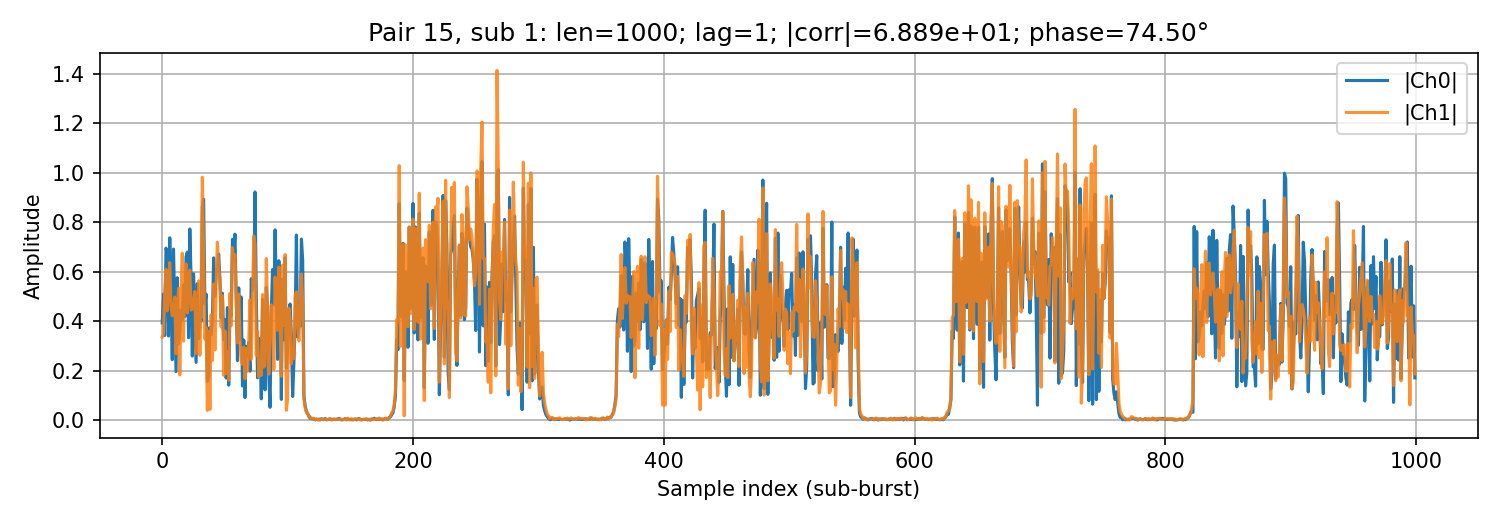 Pair 15, sub 1: len=1000; lag=1; |corr|=6.889e+01; phase=74.50°
1.4
1.2
1.0
0.8
0.6
0.4
0.2
0.0
Amplitude
|Ch0|
|Ch1|
0 200 400 600 800 1000
Sample index (sub-burst)